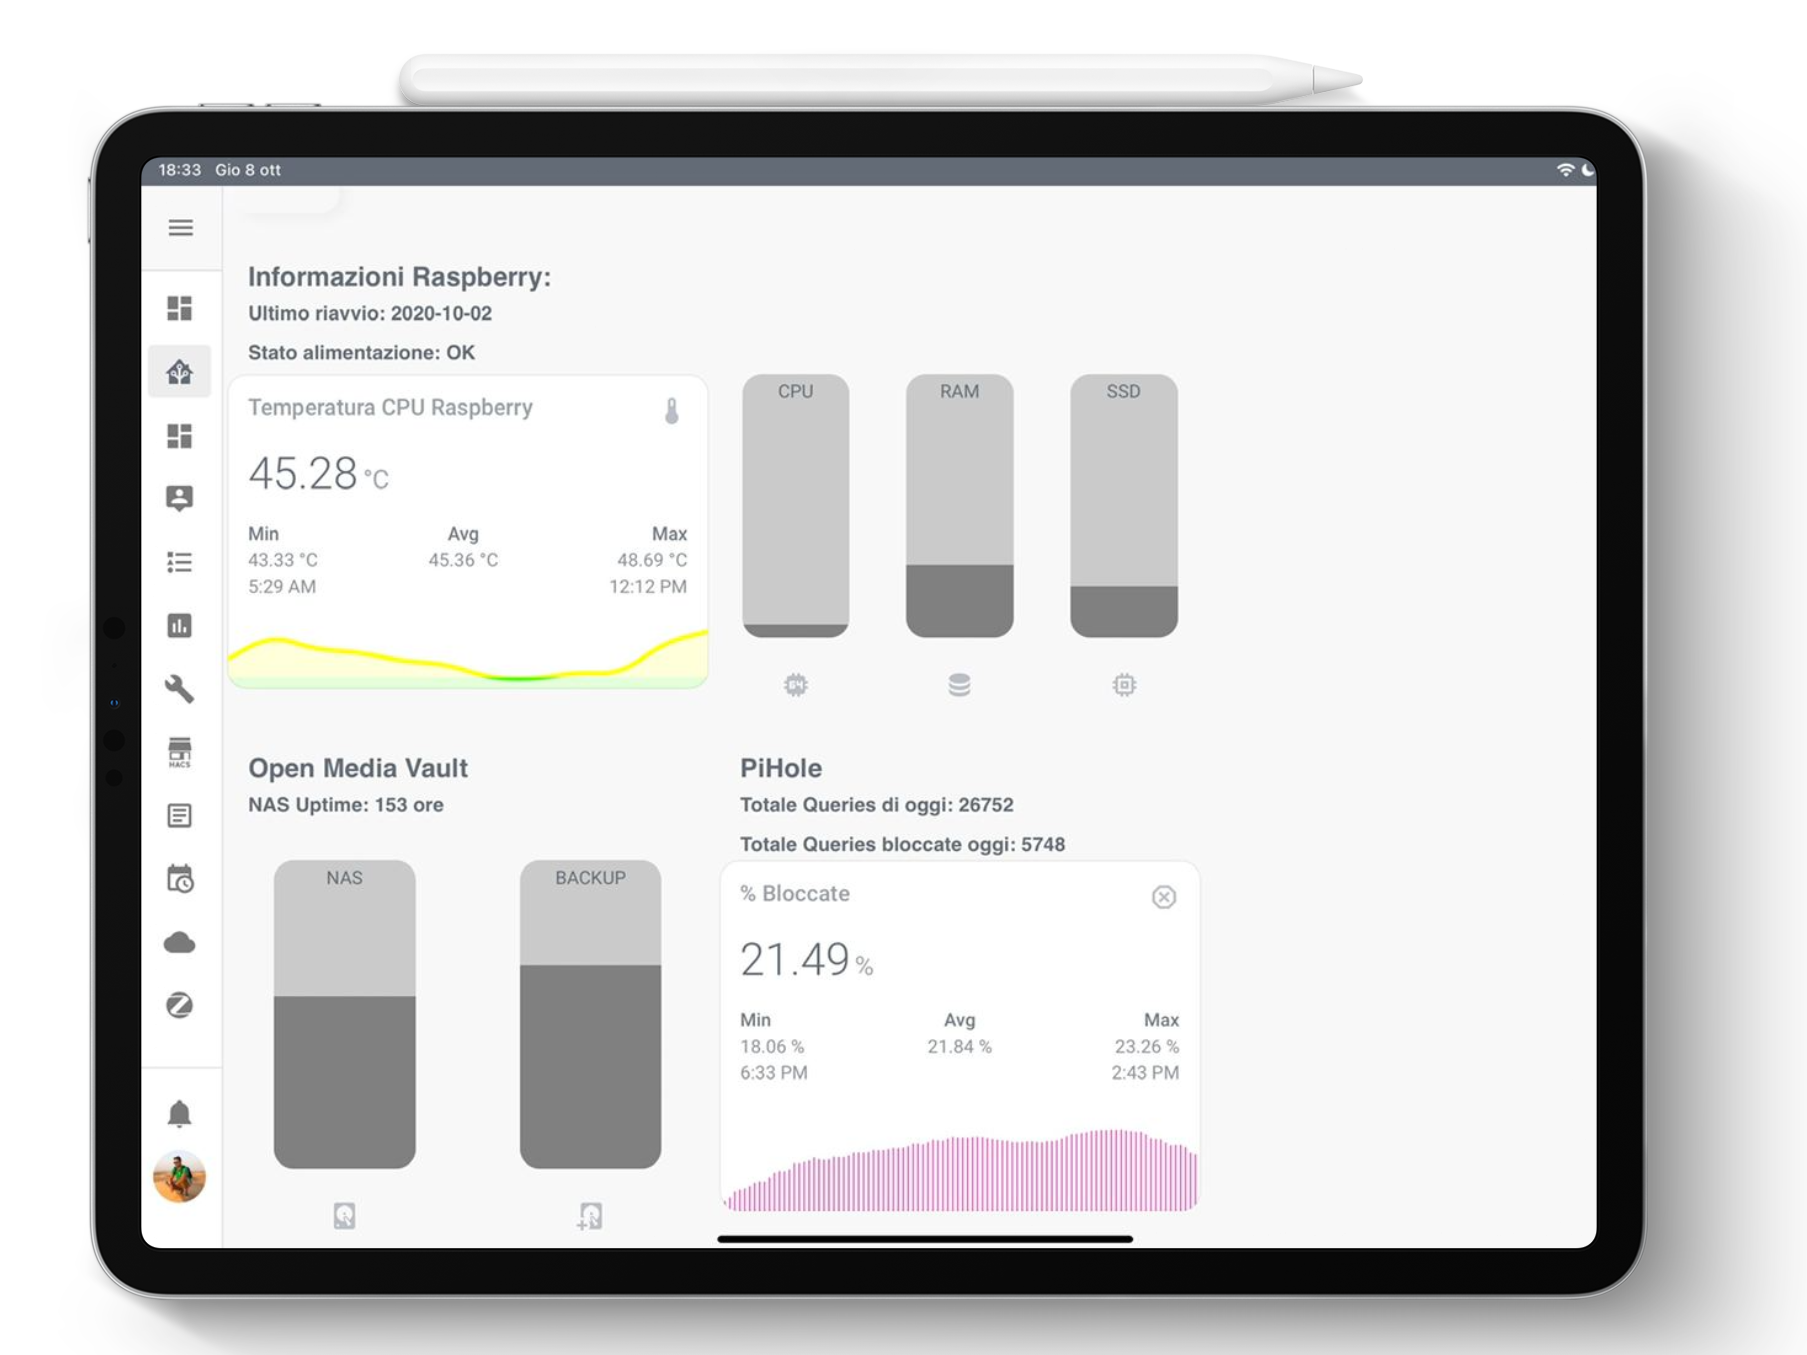 18:33 Gio 8 ott
Informazioni Raspberry:
Ultimo riavvio: 2020-10-02
Stato alimentazione: OK
Temperatura CPU Raspberry
45.28 °C
Min Avg Max
43.33 °C 45.36 °C 48.69 °C
5:29 AM 12:12 PM
CPU RAM SSD
64
HACS
Open Media Vault
NAS Uptime: 153 ore
NAS BACKUP
PiHole
Totale Queries di oggi: 26752
Totale Queries bloccate oggi: 5748
% Bloccate
21.49 %
Min Avg Max
18.06 % 21.84 % 23.26 %
6:33 PM 2:43 PM